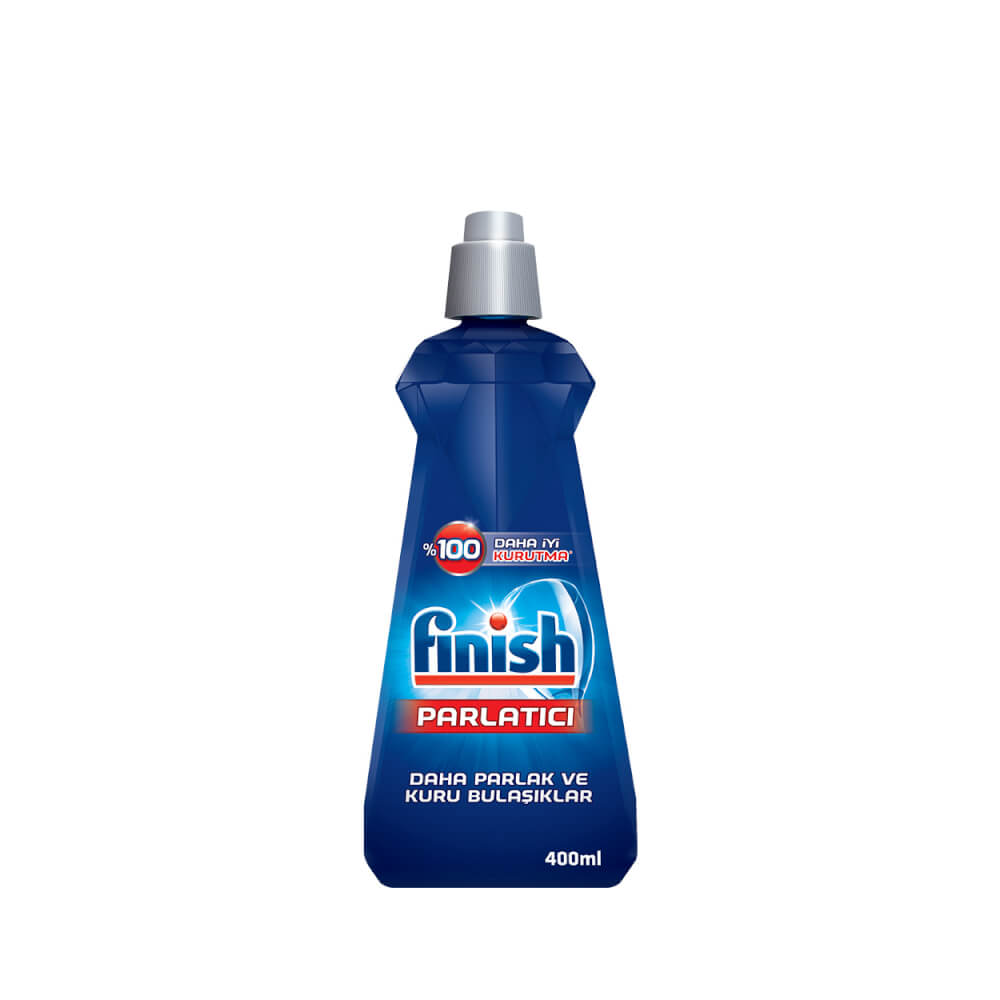 %100 DAHA İYİ
KURUTMA*
finish
PARLATICI
DAHA PARLAK VE
KURU BULAŞIKLAR
400ml